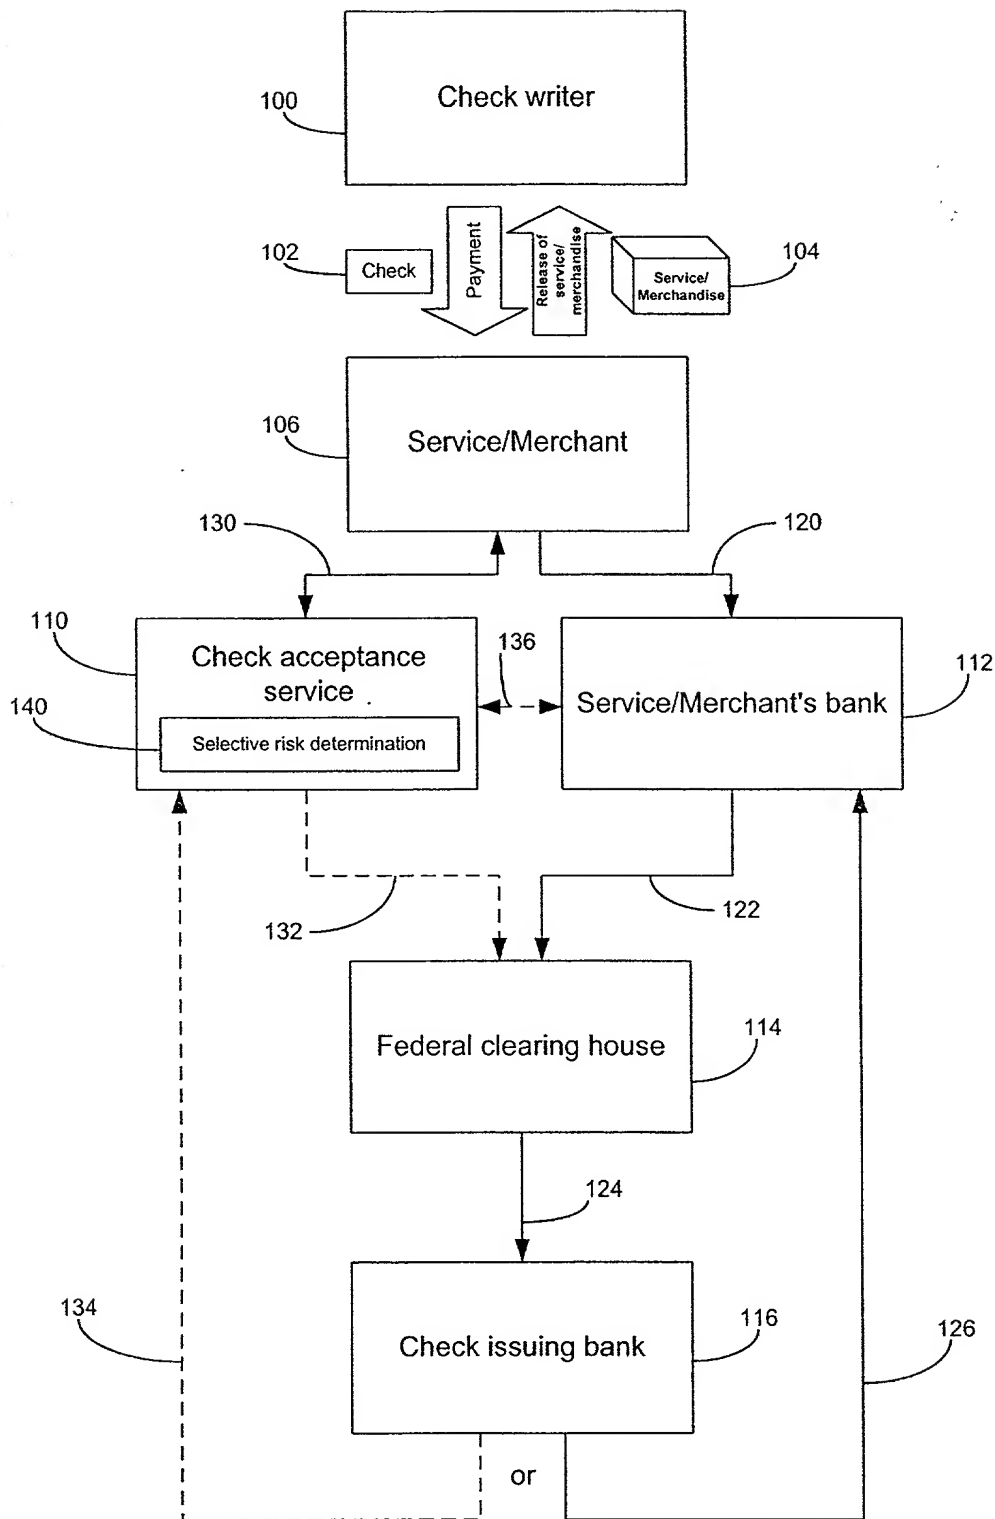 Check writer
100
102
Check
Payment
Release of
service/
merchandise
Service/
Merchandise
104
106
Service/Merchant
130
120
110
Check acceptance
service
136
Service/Merchant's bank
112
140
Selective risk determination
132
122
Federal clearing house
114
124
134
Check issuing bank
116
126
or